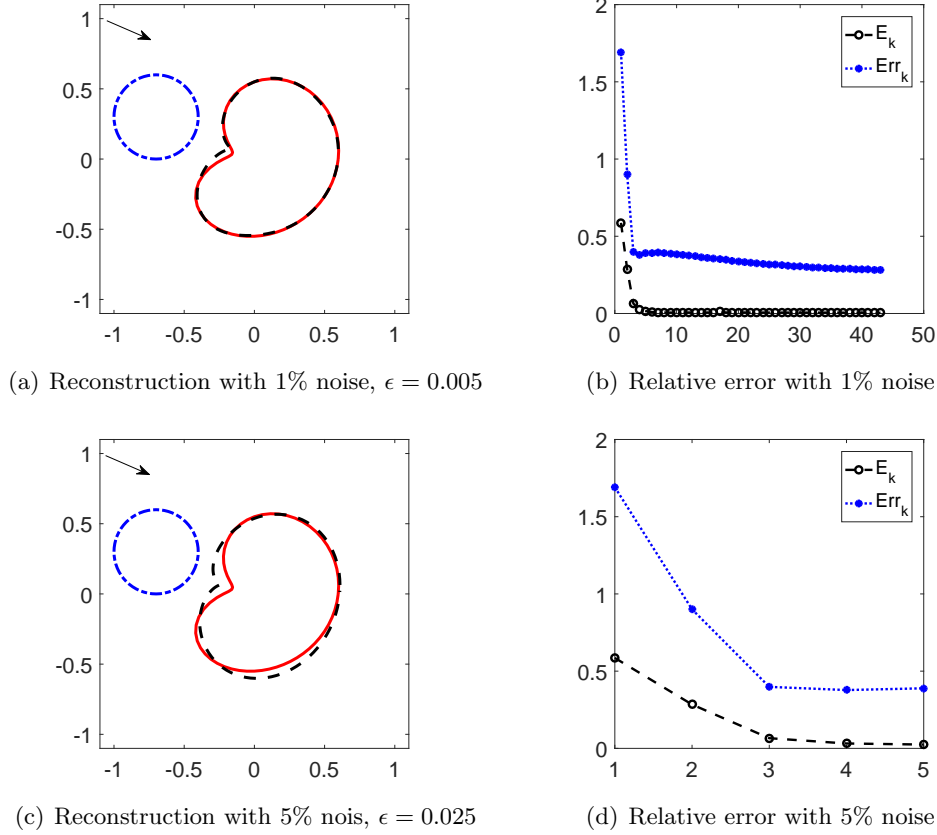 1
0.5
0
-0.5
-1
-1 -0.5 0 0.5 1
(a) Reconstruction with 1% noise, ϵ = 0.005
2
1.5
1
0.5
0
0 10 20 30 40 50
E_k
Err_k
(b) Relative error with 1% noise
1
0.5
0
-0.5
-1
-1 -0.5 0 0.5 1
(c) Reconstruction with 5% nois, ϵ = 0.025
2
1.5
1
0.5
0
1 2 3 4 5
E_k
Err_k
(d) Relative error with 5% noise